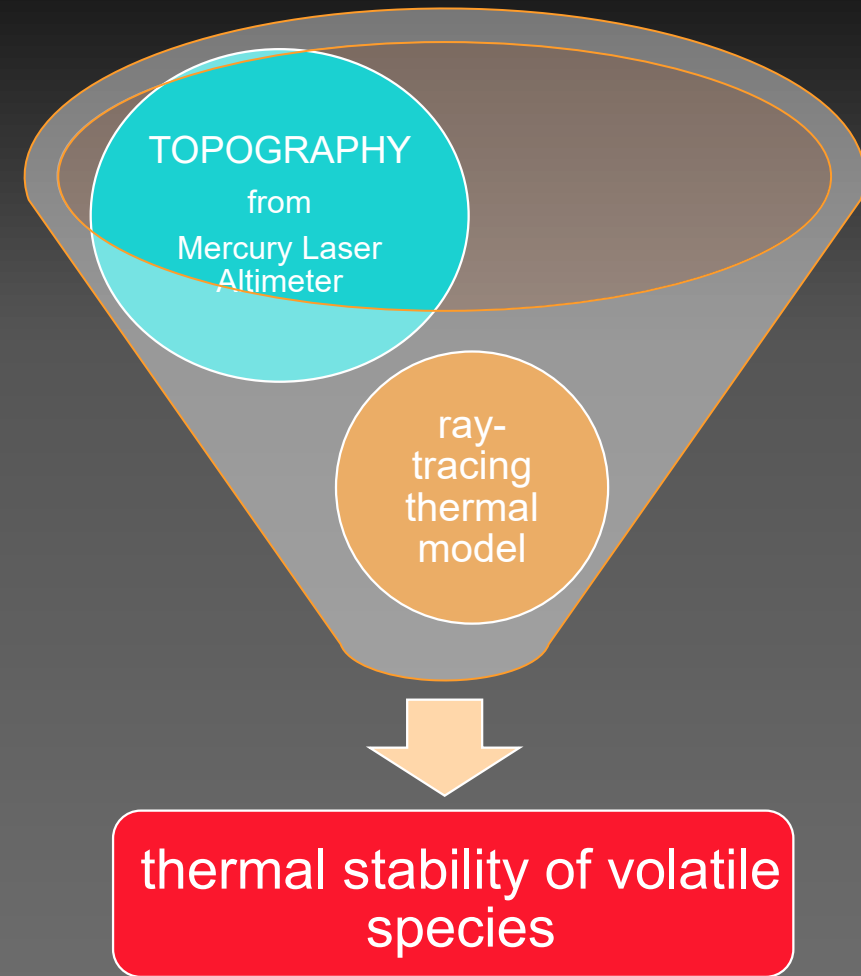 TOPOGRAPHY
from
Mercury Laser
Altimeter
ray-
tracing
thermal
model
thermal stability of volatile
species